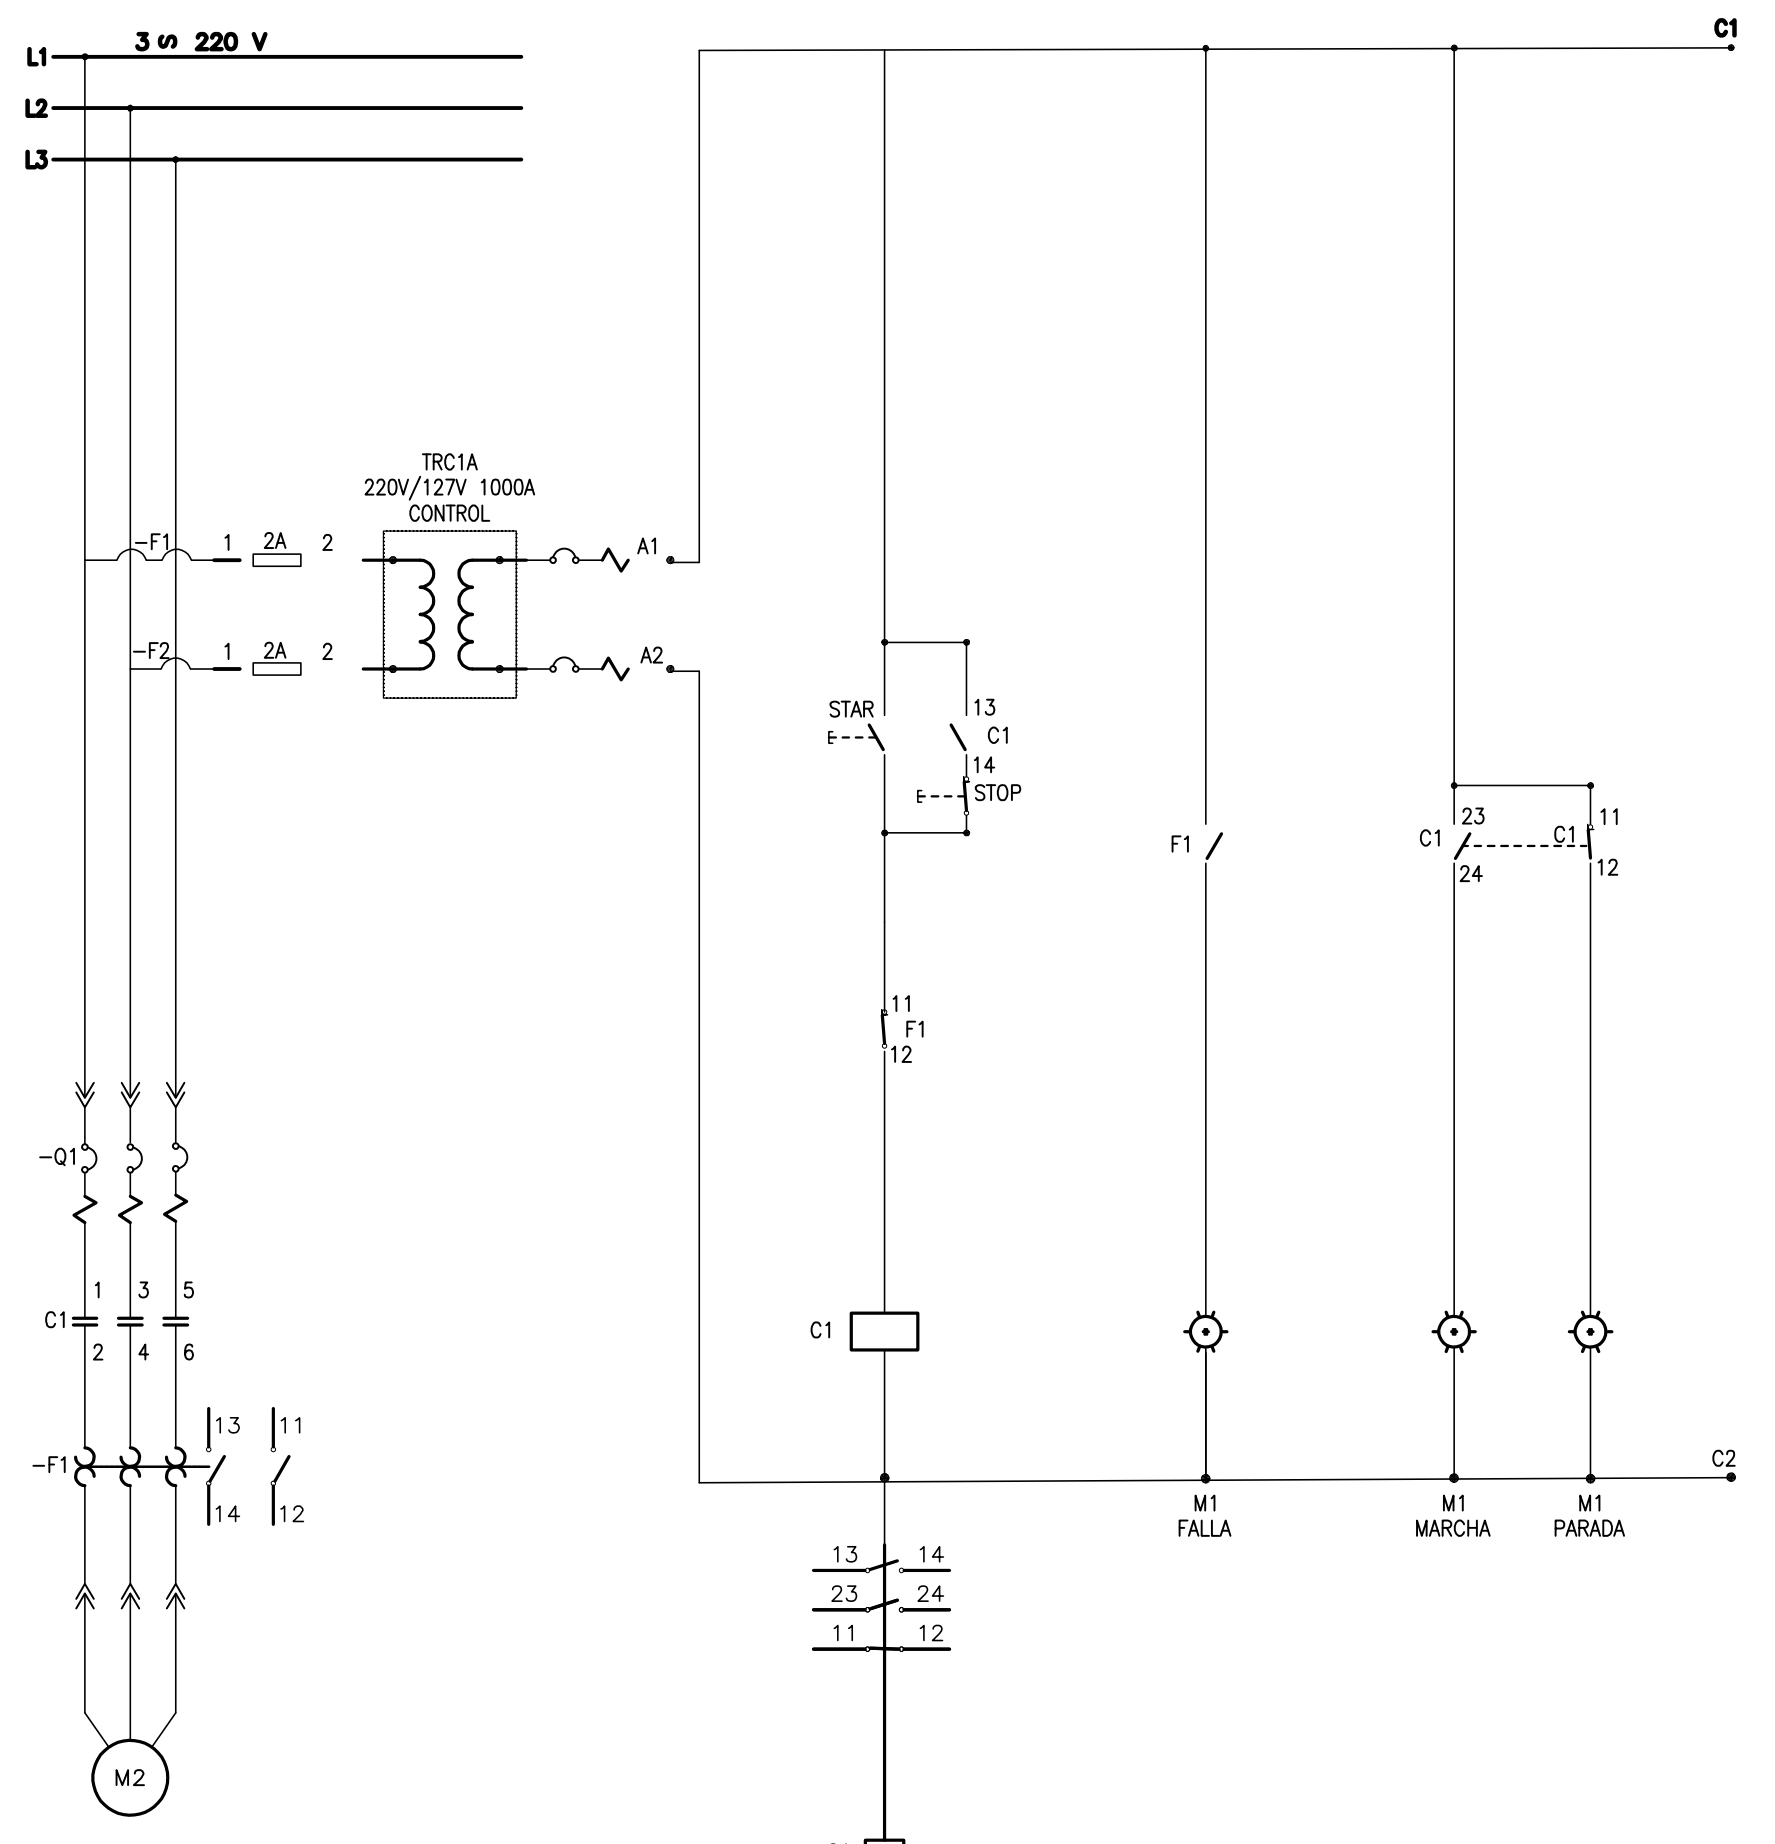 3 ∽ 220 V
L1
L2
L3
C1
TRC1A
220V/127V 1000A
CONTROL
-F1 1 2A 2
A1
-F2 1 2A 2
A2
STAR
13
C1
14
STOP
F1
23
C1
24
11
C1
12
11
F1
12
-Q1
1 3 5
C1
2 4 6
C1
13 11
-F1
14 12
C2
M1
FALLA
M1
MARCHA
M1
PARADA
13 14
23 24
11 12
M2